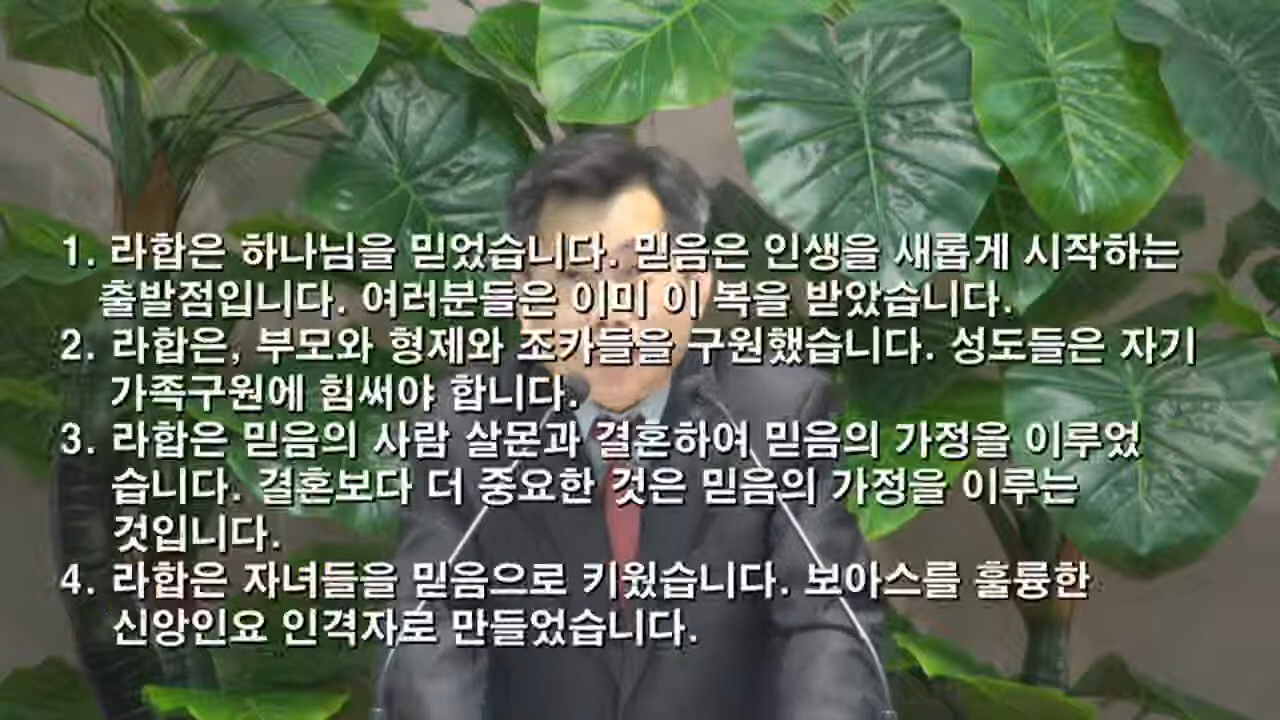 1. 라합은 하나님을 믿었습니다. 믿음은 인생을 새롭게 시작하는
출발점입니다. 여러분들은 이미 이 복을 받았습니다.
2. 라합은, 부모와 형제와 조카들을 구원했습니다. 성도들은 자기
가족구원에 힘써야 합니다.
3. 라합은 믿음의 사람 살몬과 결혼하여 믿음의 가정을 이루었
습니다. 결혼보다 더 중요한 것은 믿음의 가정을 이루는
것입니다.
4. 라합은 자녀들을 믿음으로 키웠습니다. 보아스를 훌륭한
신앙인요 인격자로 만들었습니다.